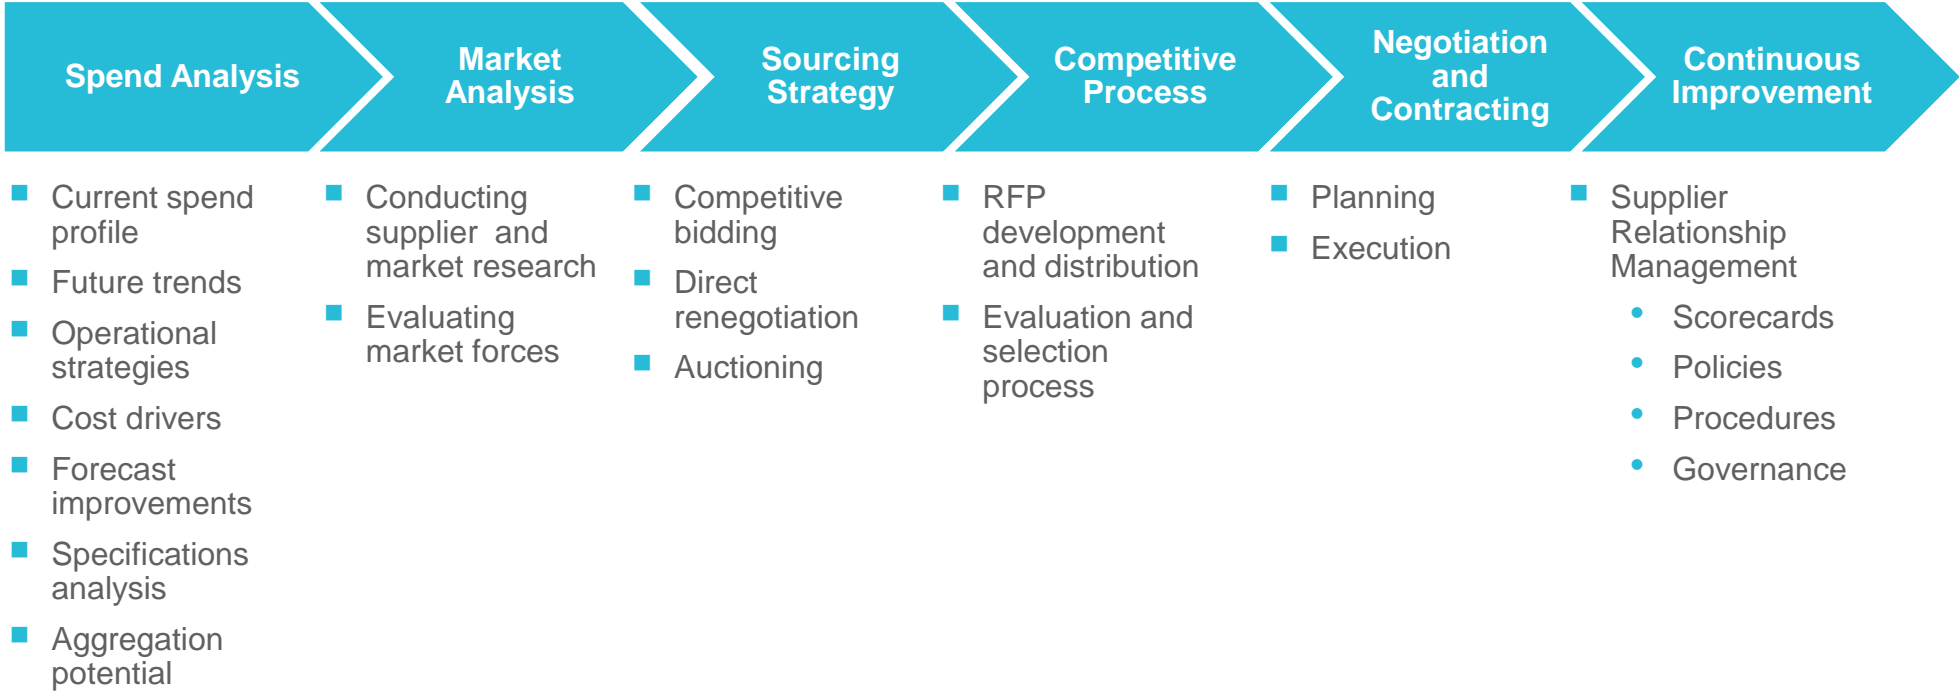 Spend Analysis
Market
Analysis
Sourcing
Strategy
Competitive
Process
Negotiation
and
Contracting
Continuous
Improvement
Current spend
profile
Future trends
Operational
strategies
Cost drivers
Forecast
improvements
Specifications
analysis
Aggregation
potential
Conducting
supplier and
market research
Evaluating
market forces
Competitive
bidding
Direct
renegotiation
Auctioning
RFP
development
and distribution
Evaluation and
selection
process
Planning
Execution
Supplier
Relationship
Management
Scorecards
Policies
Procedures
Governance